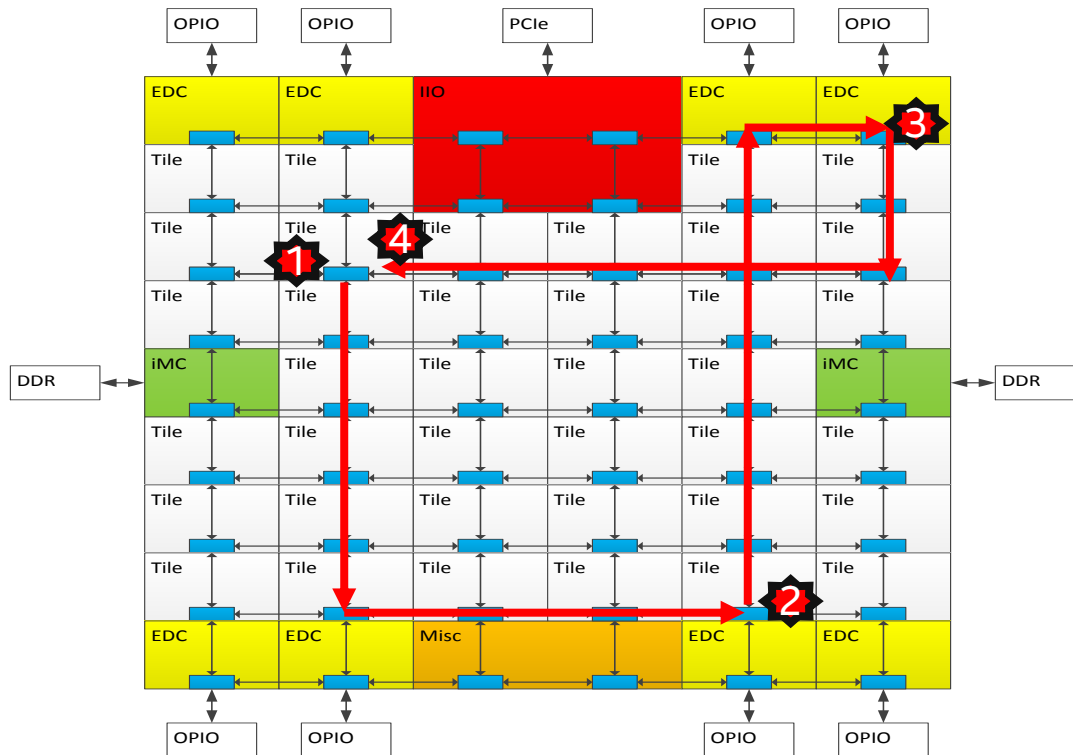 OPIO OPIO PCIe OPIO OPIO
EDC EDC IIO EDC EDC
3
Tile Tile Tile Tile
Tile Tile Tile Tile Tile Tile
4
1
Tile Tile Tile Tile Tile Tile
iMC Tile Tile Tile Tile iMC
DDR DDR
Tile Tile Tile Tile Tile Tile
Tile Tile Tile Tile Tile Tile
Tile Tile Tile Tile Tile Tile
2
EDC EDC Misc EDC EDC
OPIO OPIO OPIO OPIO